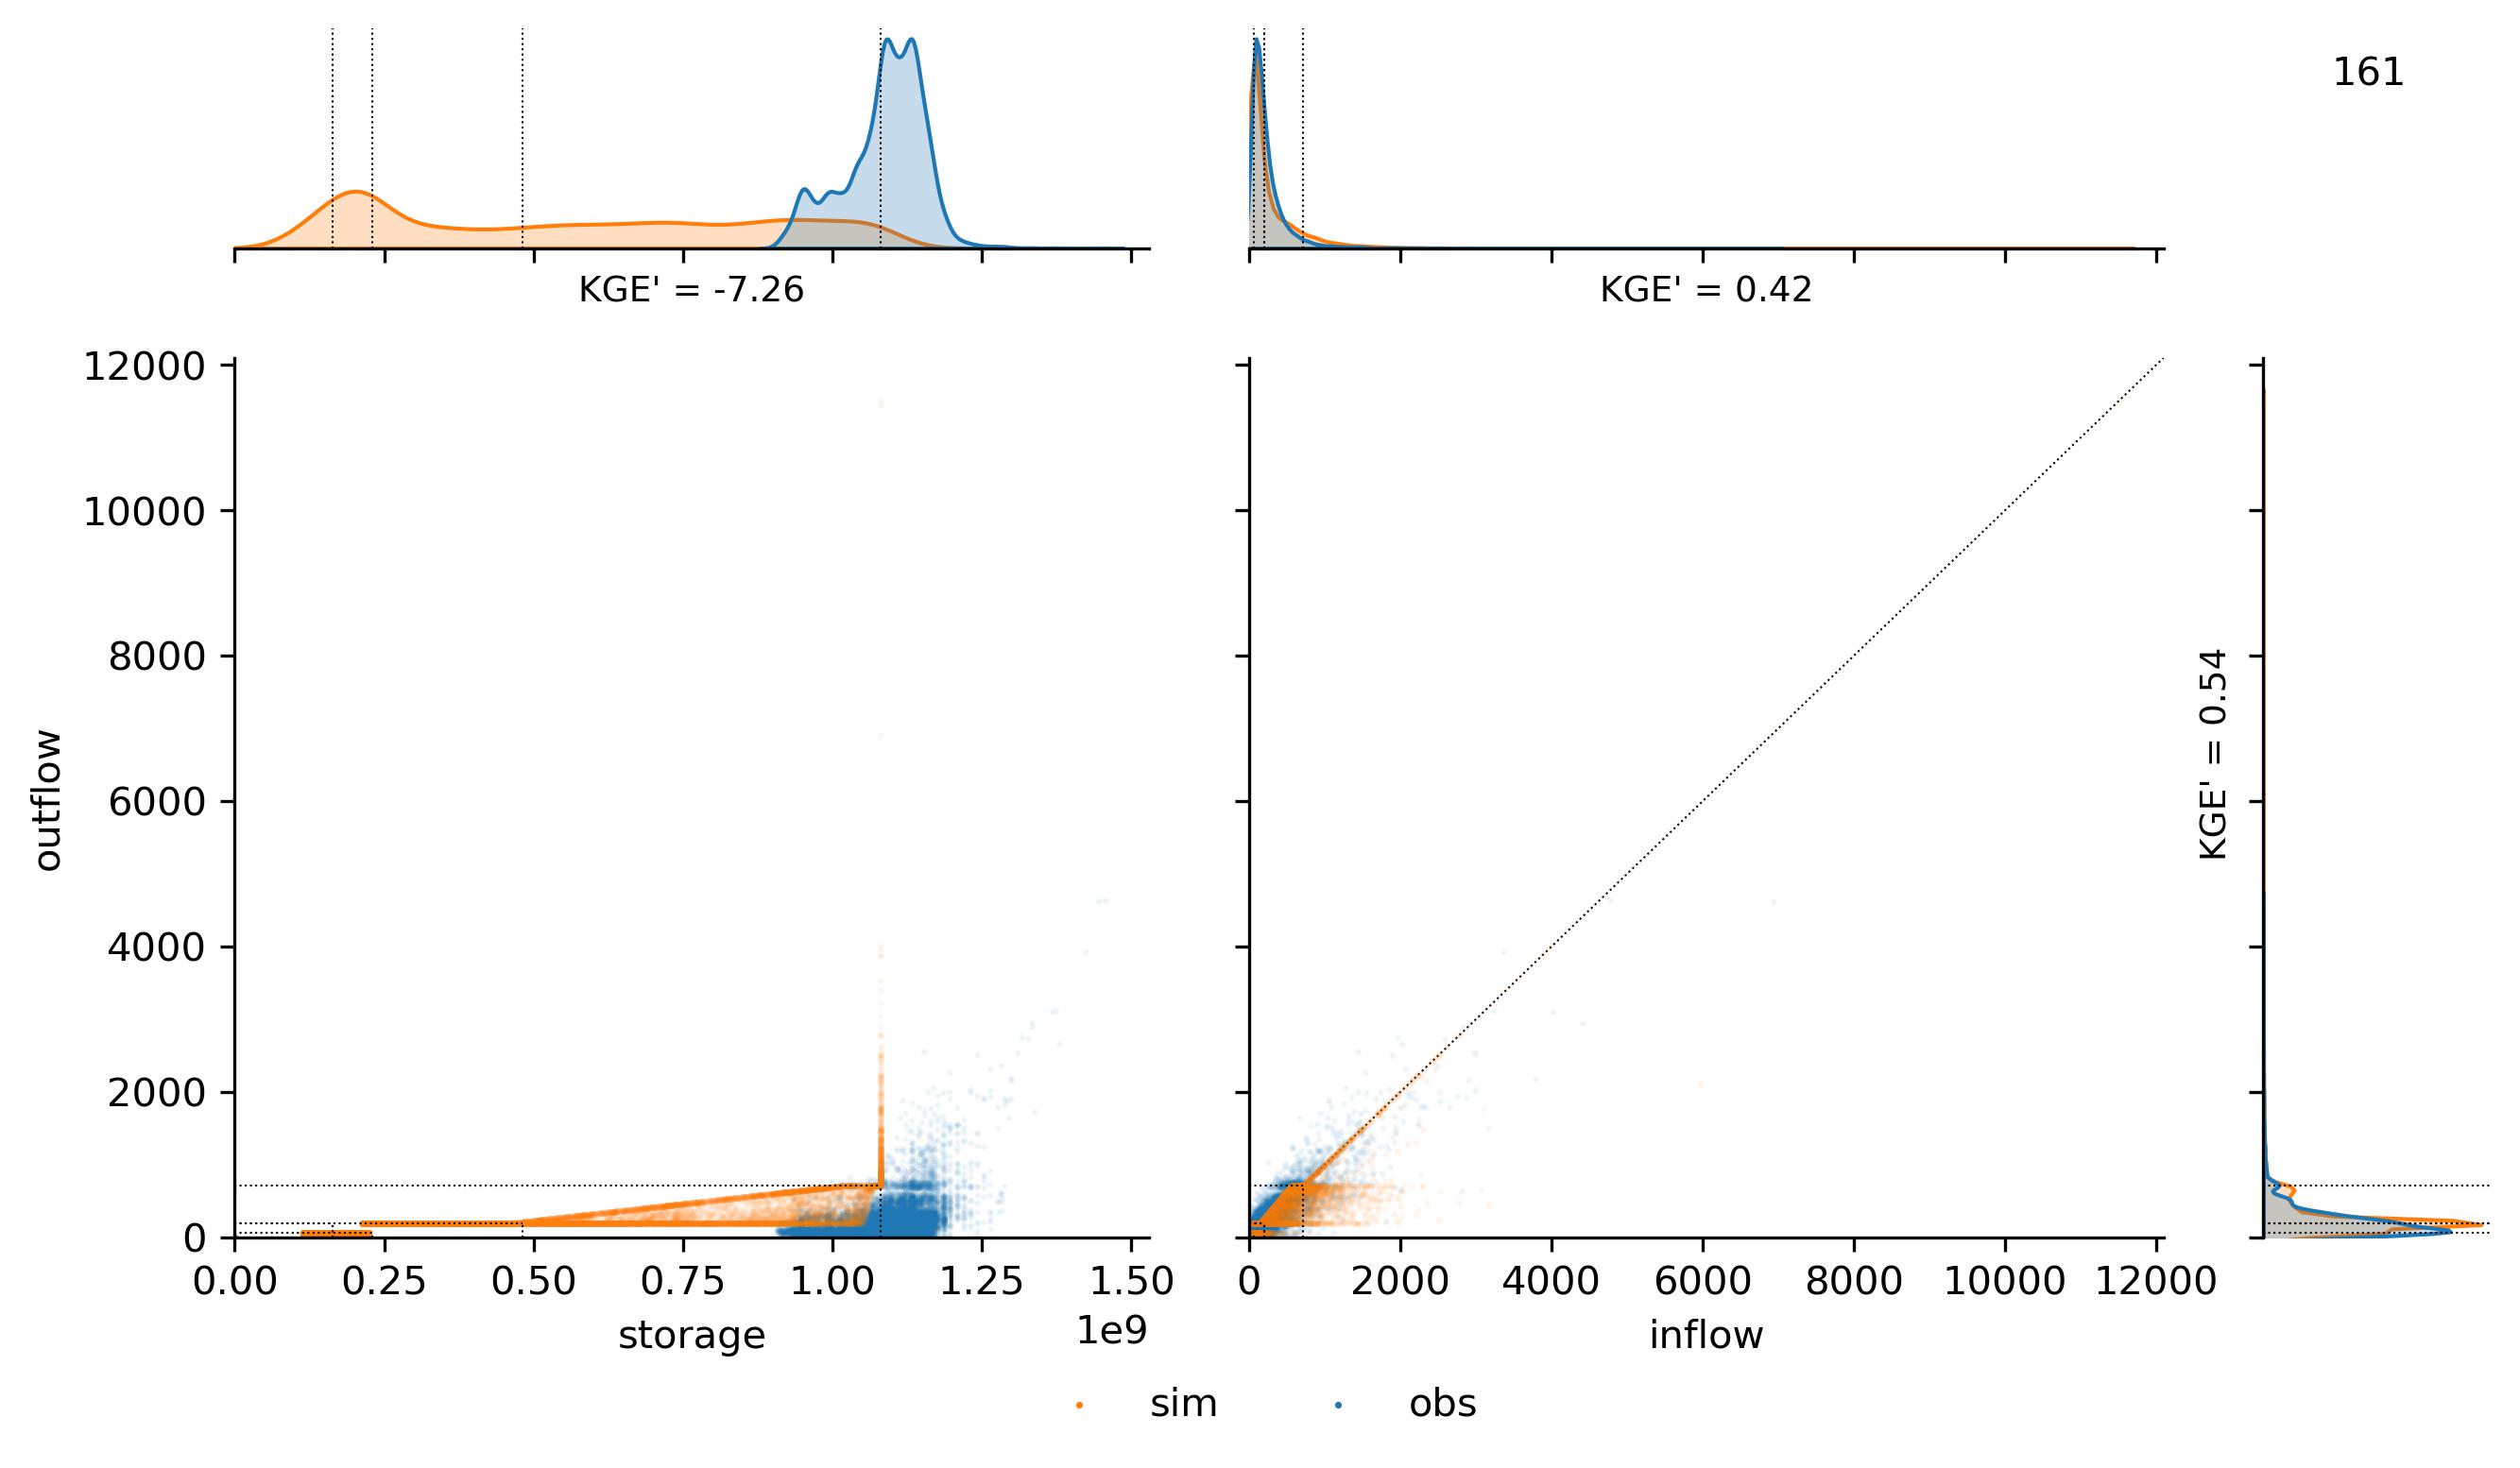 161
KGE' = -7.26
KGE' = 0.42
12000
10000
8000
6000
4000
2000
0
outflow
KGE' = 0.54
0.00 0.25 0.50 0.75 1.00 1.25 1.50
1e9
storage
0 2000 4000 6000 8000 10000 12000
inflow
sim obs